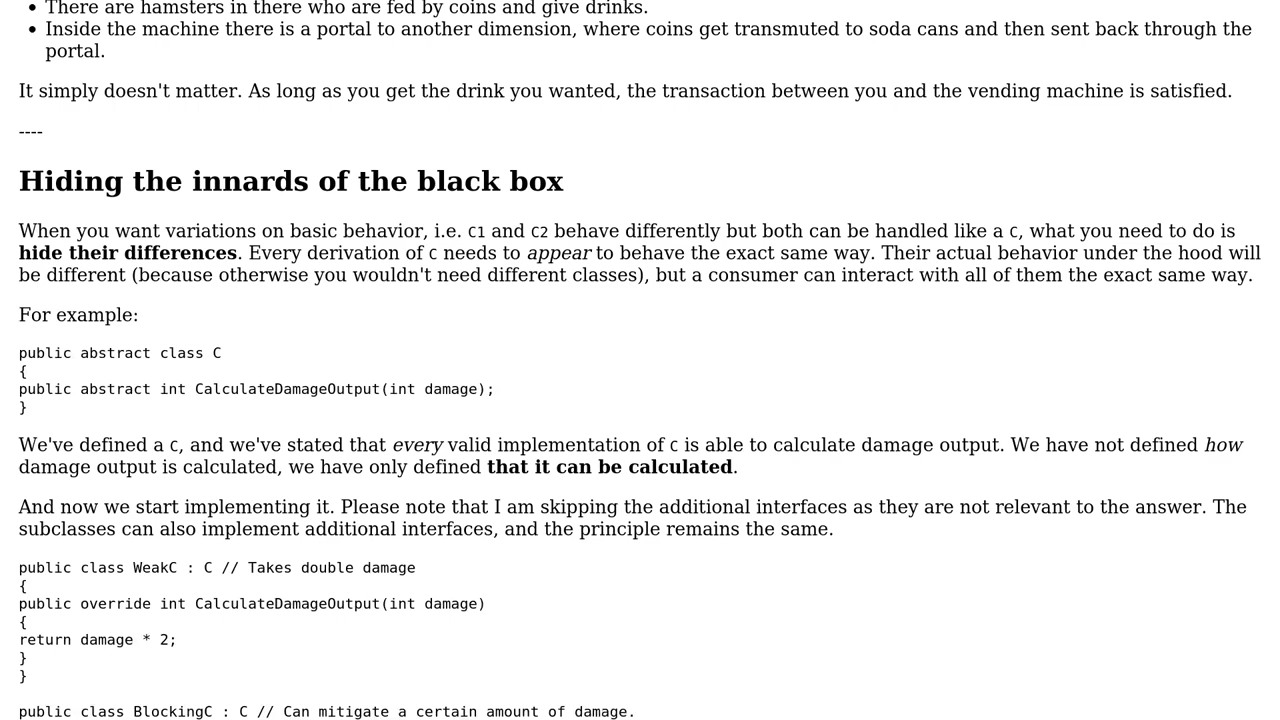 There are hamsters in there who are fed by coins and give drinks.
Inside the machine there is a portal to another dimension, where coins get transmuted to soda cans and then sent back through the
portal.
It simply doesn't matter. As long as you get the drink you wanted, the transaction between you and the vending machine is satisfied.
----
Hiding the innards of the black box
When you want variations on basic behavior, i.e. C1 and C2 behave differently but both can be handled like a C, what you need to do is
hide their differences. Every derivation of C needs to appear to behave the exact same way. Their actual behavior under the hood will
be different (because otherwise you wouldn't need different classes), but a consumer can interact with all of them the exact same way.
For example:
public abstract class C
{
public abstract int CalculateDamageOutput(int damage);
}
We've defined a C, and we've stated that every valid implementation of C is able to calculate damage output. We have not defined how
damage output is calculated, we have only defined that it can be calculated.
And now we start implementing it. Please note that I am skipping the additional interfaces as they are not relevant to the answer. The
subclasses can also implement additional interfaces, and the principle remains the same.
public class WeakC : C // Takes double damage
{
public override int CalculateDamageOutput(int damage)
{
return damage * 2;
}
}
public class BlockingC : C // Can mitigate a certain amount of damage.